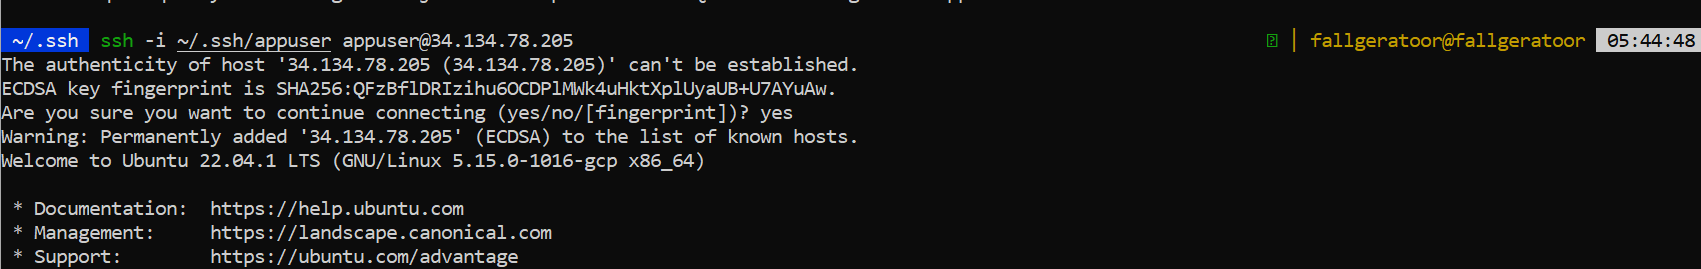 ~/.ssh ssh -i ~/.ssh/appuser appuser@34.134.78.205 fallgeratoor@fallgeratoor 05:44:48
The authenticity of host '34.134.78.205 (34.134.78.205)' can't be established.
ECDSA key fingerprint is SHA256:QFzBflDRIzihu6OCDPlMWk4uHktXplUyaUB+U7AYuAw.
Are you sure you want to continue connecting (yes/no/[fingerprint])? yes
Warning: Permanently added '34.134.78.205' (ECDSA) to the list of known hosts.
Welcome to Ubuntu 22.04.1 LTS (GNU/Linux 5.15.0-1016-gcp x86_64)
* Documentation: https://help.ubuntu.com
* Management: https://landscape.canonical.com
* Support: https://ubuntu.com/advantage